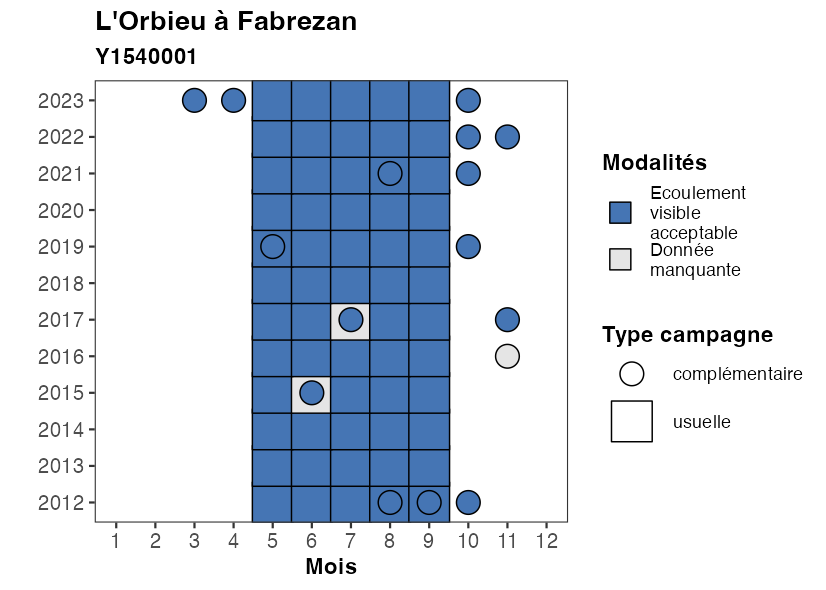 L'Orbieu à Fabrezan
Y1540001
2023
2022
2021
2020
2019
2018
2017
2016
2015
2014
2013
2012
1 2 3 4 5 6 7 8 9 10 11 12
Mois
Modalités
Ecoulement
visible
acceptable
Donnée
manquante
Type campagne
complémentaire
usuelle